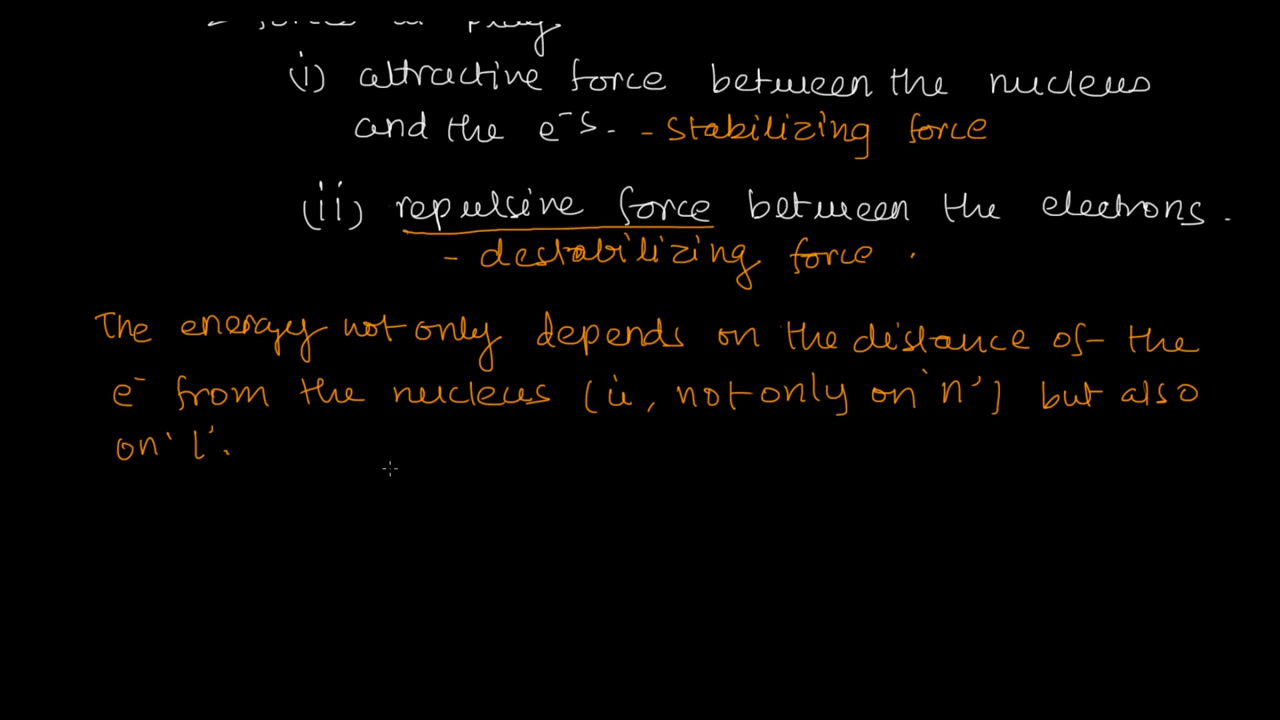 (i) attractive force between the nucleus
and the e⁻s. - stabilizing force
(ii) repulsive force between the electrons.
- destabilizing force.
The energy not only depends on the distance of the
e⁻ from the nucleus (ie, not only on 'n') but also
on 'l'.